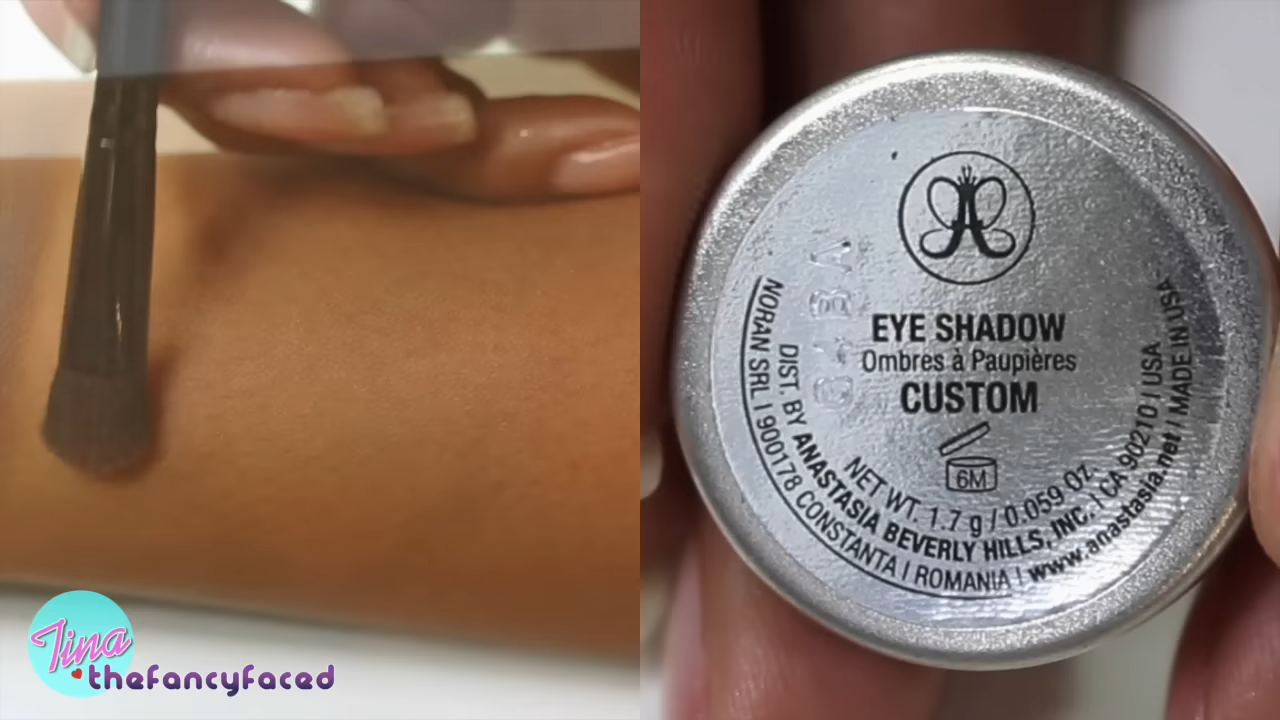 EYE SHADOW
Ombres à Paupières
CUSTOM
6M
NET WT. 1.7 g / 0.059 Oz.
DIST. BY ANASTASIA BEVERLY HILLS, INC. | CA 90210 | USA
NORAN SRL | 900178 CONSTANTA | ROMANIA | www.anastasia.net / MADE IN USA
Tina
thefancyfaced